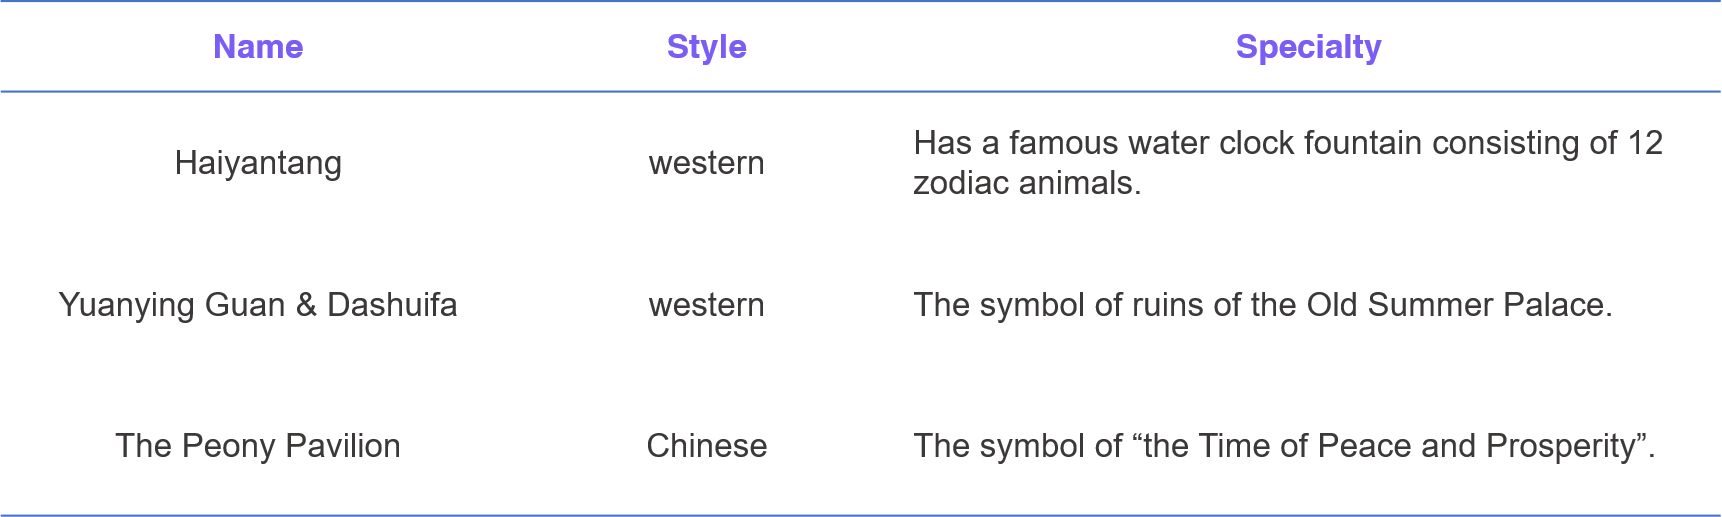 Name Style Specialty
Haiyantang western Has a famous water clock fountain consisting of 12
zodiac animals.
Yuanying Guan & Dashuifa western The symbol of ruins of the Old Summer Palace.
The Peony Pavilion Chinese The symbol of “the Time of Peace and Prosperity”.